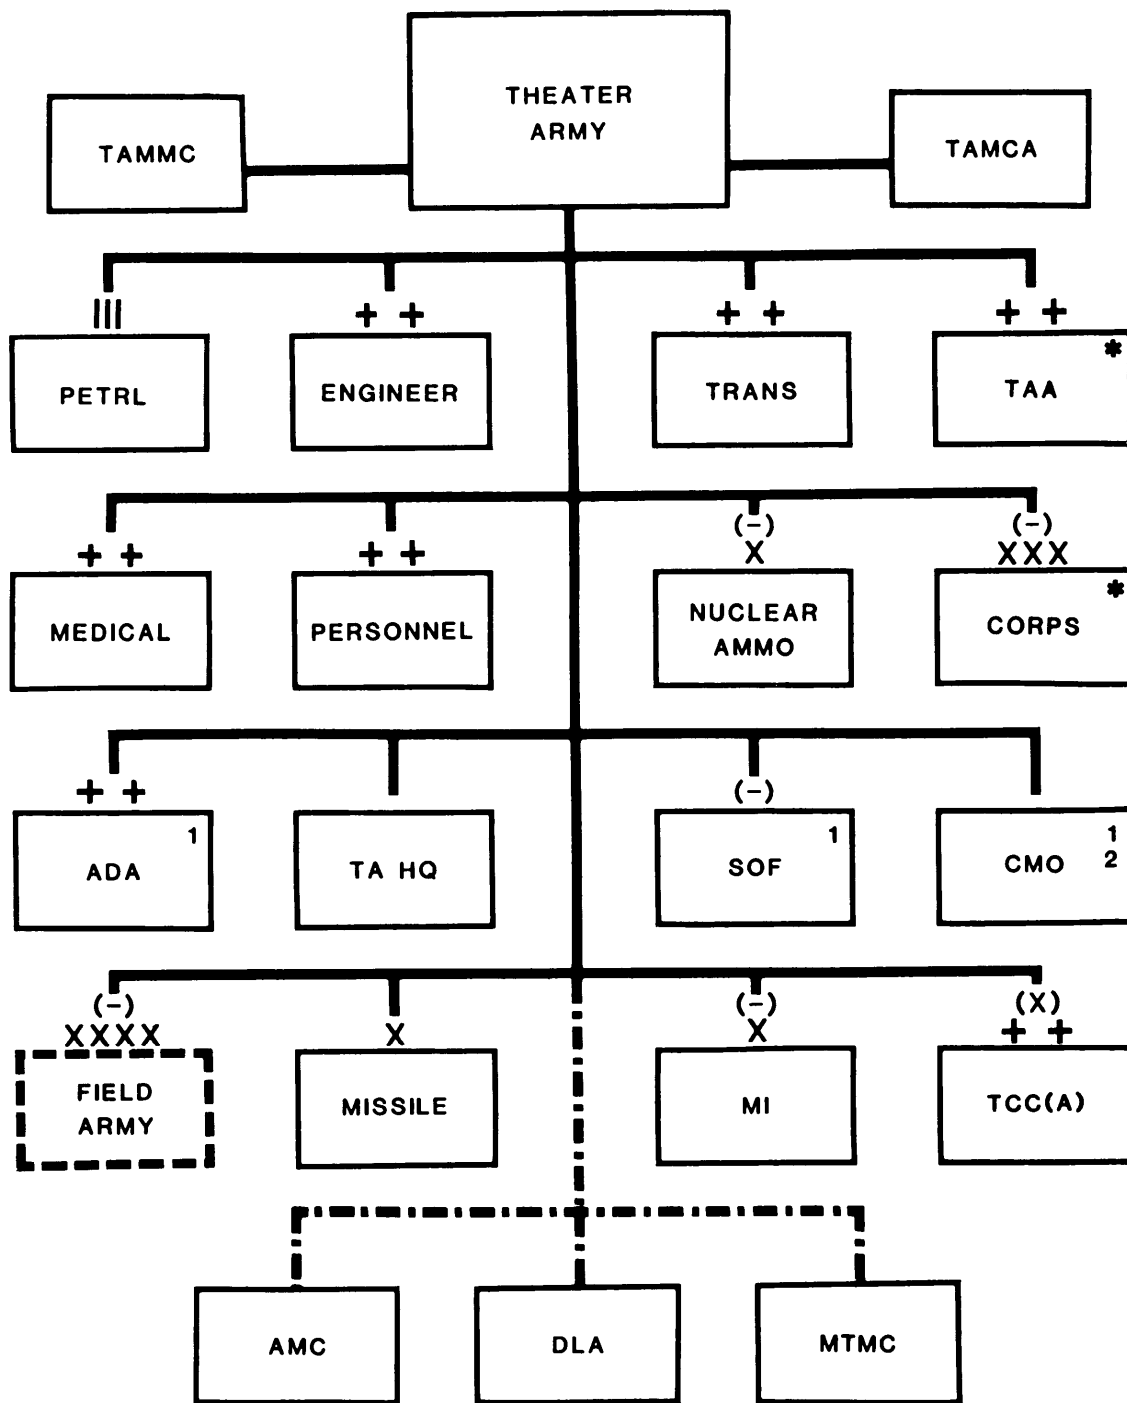 THEATER
ARMY
TAMMC
TAMCA
III
+ +
+ +
+ +
PETRL
ENGINEER
TRANS
TAA
*
+ +
+ +
(-)
X
(-)
XXX
MEDICAL
PERSONNEL
NUCLEAR
AMMO
CORPS
*
+ +
(-)
ADA
1
TA HQ
SOF
1
CMO
1
2
(-)
XXXX
X
(-)
X
(X)
+ +
FIELD
ARMY
MISSILE
MI
TCC(A)
AMC
DLA
MTMC